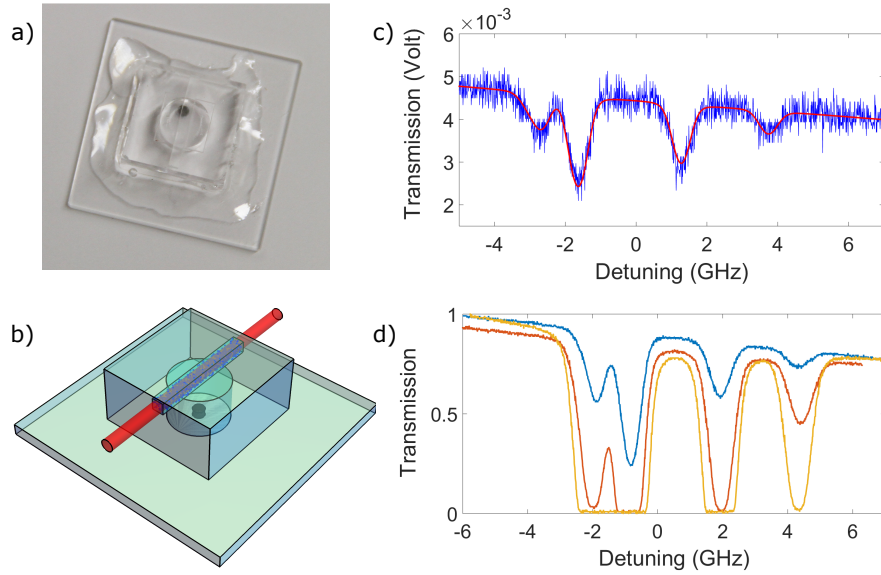 a)
c)
×10⁻³
6
5
4
3
2
Transmission (Volt)
-4 -2 0 2 4 6
Detuning (GHz)
b)
d)
1
0.5
0
Transmission
-6 -4 -2 0 2 4 6
Detuning (GHz)